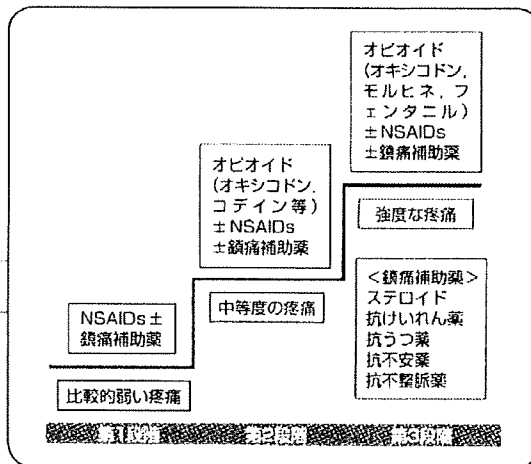 オピオイド
(オキシコドン,
モルヒネ, フ
ェンタニル)
±NSAIDs
±鎮痛補助薬
オピオイド
(オキシコドン,
コデイン等)
±NSAIDs
±鎮痛補助薬
強度な疼痛
NSAIDs±
鎮痛補助薬
中等度の疼痛
<鎮痛補助薬>
ステロイド
抗けいれん薬
抗うつ薬
抗不安薬
抗不整脈薬
比較的弱い疼痛
第1段階 第2段階 第3段階